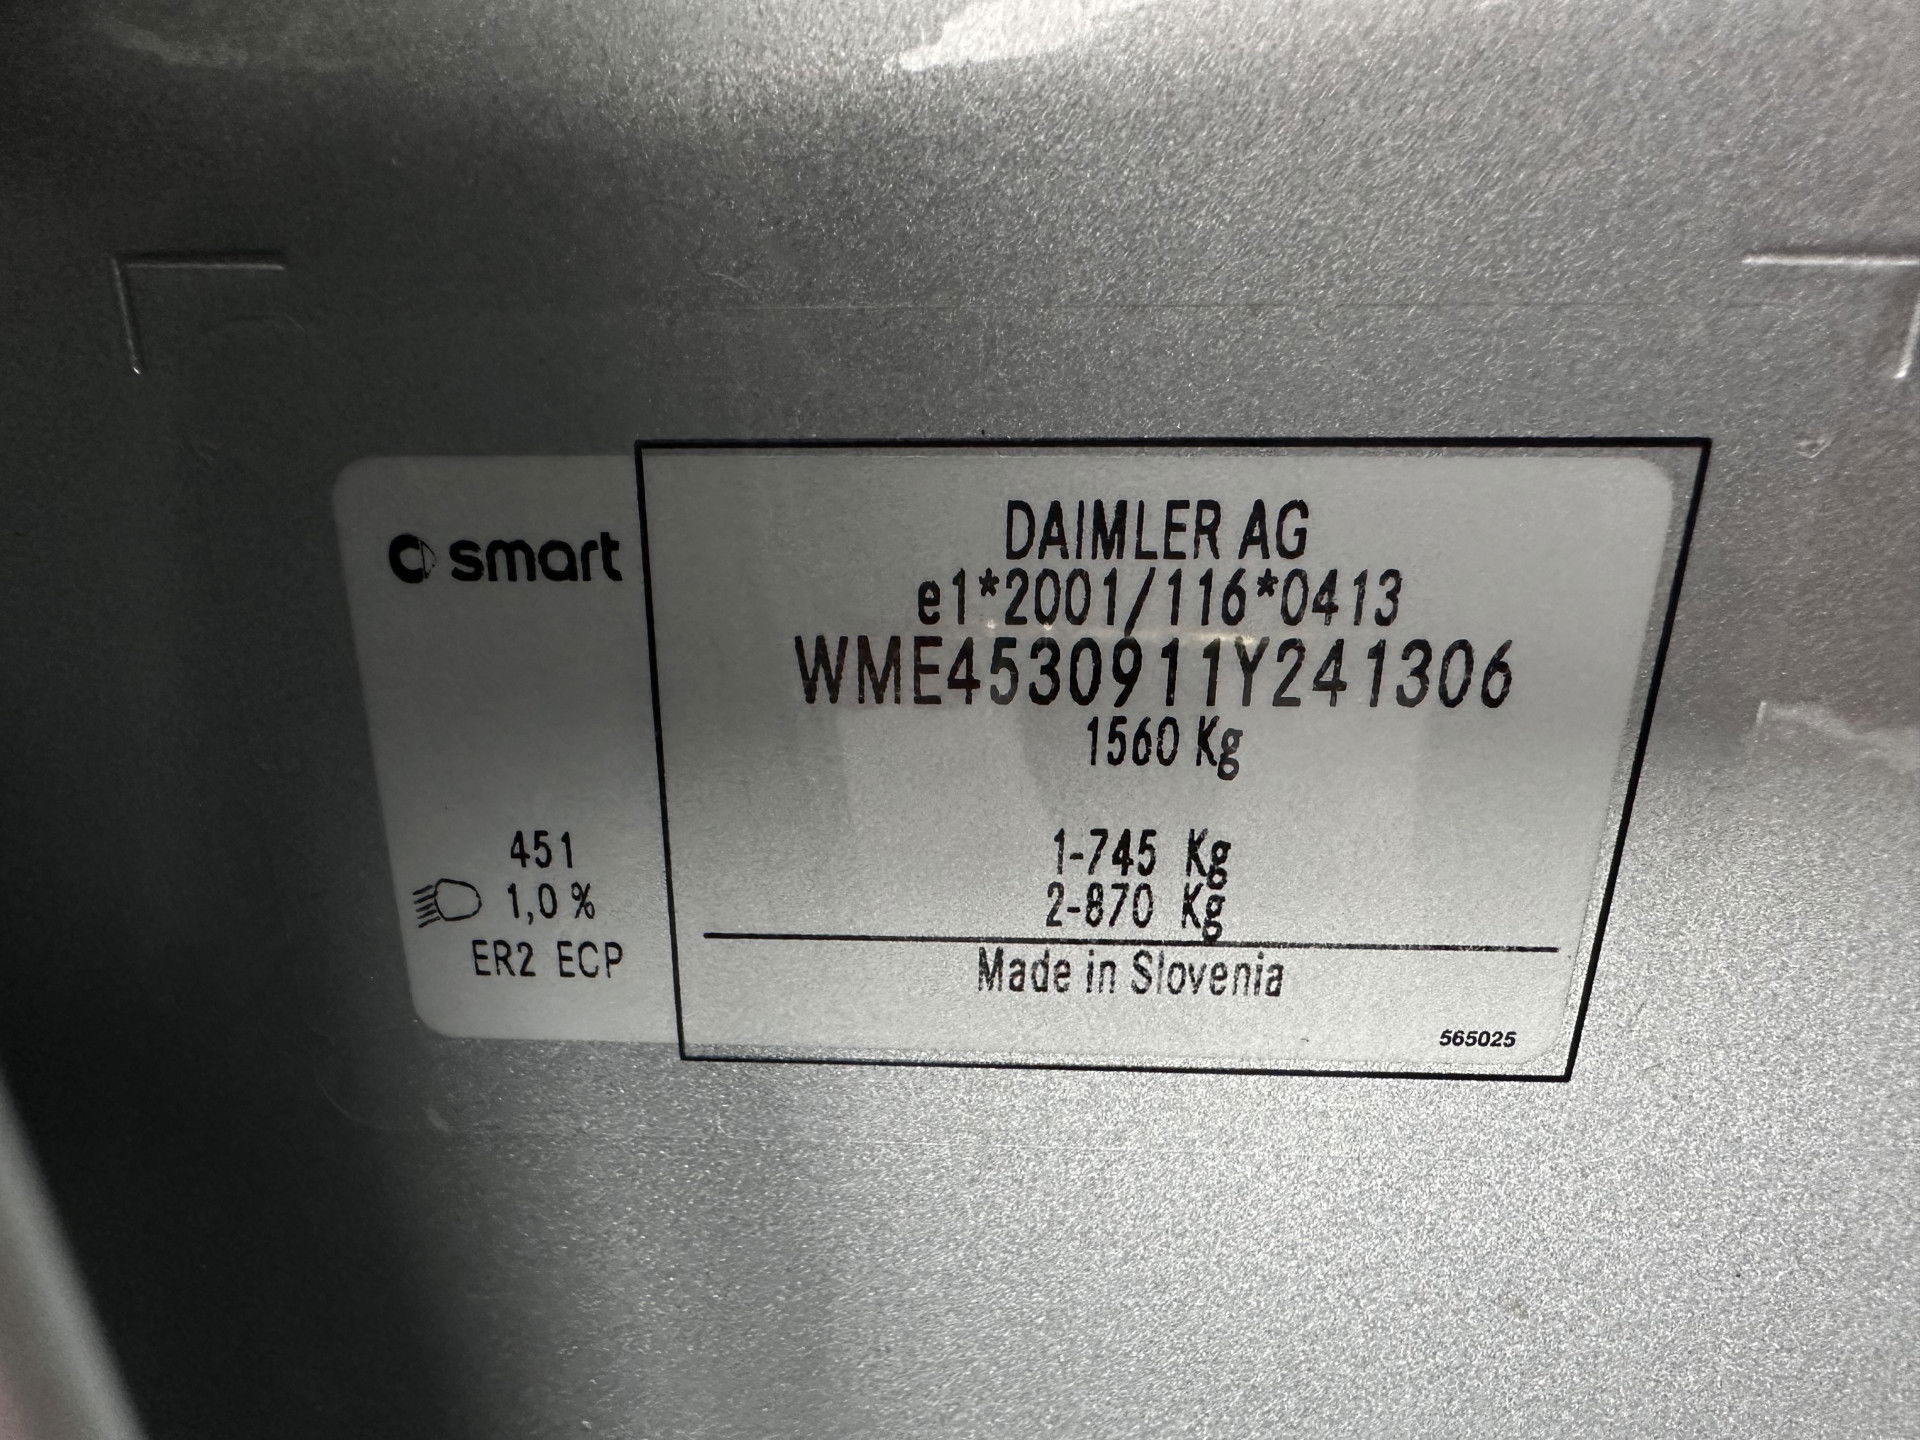 smart
DAIMLER AG
e1*2001/116*0413
WME4530911Y241306
1560 Kg
451
1,0 %
ER2 ECP
1-745 Kg
2-870 Kg
Made in Slovenia
565025